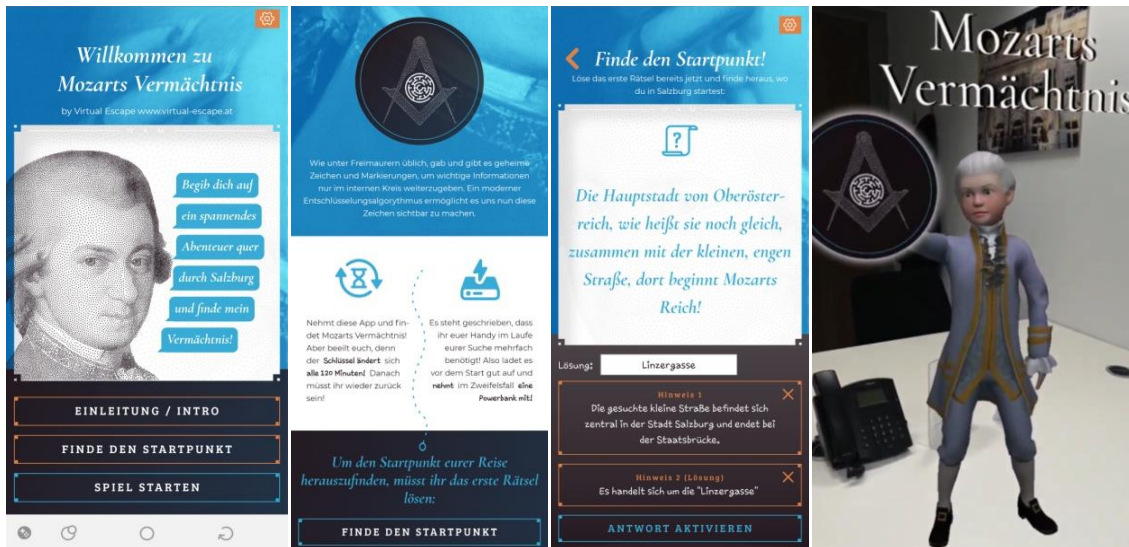 Willkommen zu
Mozarts Vermächtnis
by Virtual Escape www.virtual-escape.at
Begib dich auf
ein spannendes
Abenteuer quer
durch Salzburg
und finde mein
Vermächtnis!
EINLEITUNG / INTRO
FINDE DEN STARTPUNKT
SPIEL STARTEN
Wie unter Freimaurern üblich, gab und gibt es geheime
Zeichen und Markierungen, um wichtige Informationen
nur im internen Kreis weiterzugeben. Ein moderner
Entschlüsselungsalgorythmus ermöglicht es uns nun diese
Zeichen sichtbar zu machen.
Nehmt diese App und fin-
det Mozarts Vermächtnis!
Aber beeilt euch, denn
der Schlüssel ändert sich
alle 120 Minuten! Danach
müsst ihr wieder zurück
sein!
Es steht geschrieben, dass
ihr euer Handy im Laufe
eurer Suche mehrfach
benötigt! Also ladet es
vor dem Start gut auf und
nehmt im Zweifelsfall eine
Powerbank mit!
Um den Startpunkt eurer Reise
herauszufinden, müsst ihr das erste Rätsel
lösen:
FINDE DEN STARTPUNKT
Finde den Startpunkt!
Löse das erste Rätsel bereits jetzt und finde heraus, wo
du in Salzburg startest:
?
Die Hauptstadt von Oberöster-
reich, wie heißt sie noch gleich,
zusammen mit der kleinen, engen
Straße, dort beginnt Mozarts
Reich!
Lösung: Linzergasse
Hinweis 1
Die gesuchte kleine Straße befindet sich
zentral in der Stadt Salzburg und endet bei
der Staatsbrücke.
Hinweis 2 (Lösung)
Es handelt sich um die "Linzergasse"
ANTWORT AKTIVIEREN
Mozarts
Vermächtnis